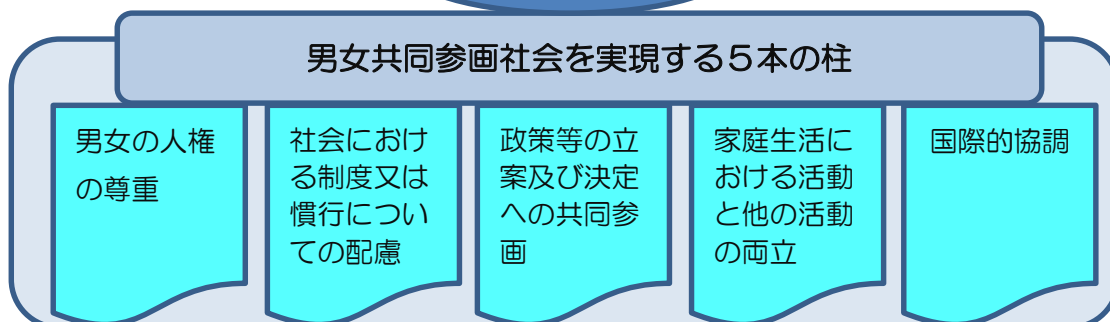 男女共同参画社会を実現する５本の柱
男女の人権
の尊重
社会におけ
る制度又は
慣行につい
ての配慮
政策等の立
案及び決定
への共同参
画
家庭生活に
おける活動
と他の活動
の両立
国際的協調